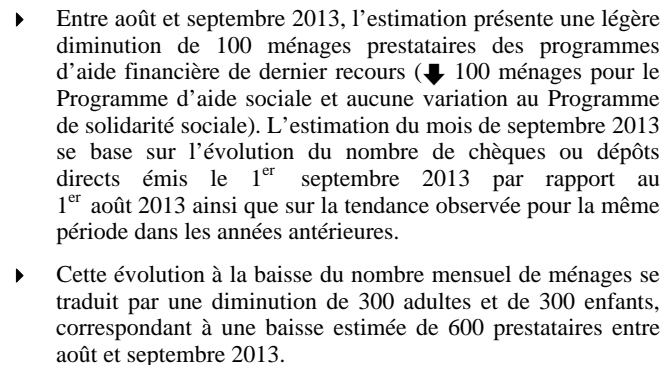 Entre août et septembre 2013, l’estimation présente une légère
diminution de 100 ménages prestataires des programmes
d’aide financière de dernier recours (🡇 100 ménages pour le
Programme d’aide sociale et aucune variation au Programme
de solidarité sociale). L’estimation du mois de septembre 2013
se base sur l’évolution du nombre de chèques ou dépôts
directs émis le 1er septembre 2013 par rapport au
1er août 2013 ainsi que sur la tendance observée pour la même
période dans les années antérieures.
Cette évolution à la baisse du nombre mensuel de ménages se
traduit par une diminution de 300 adultes et de 300 enfants,
correspondant à une baisse estimée de 600 prestataires entre
août et septembre 2013.